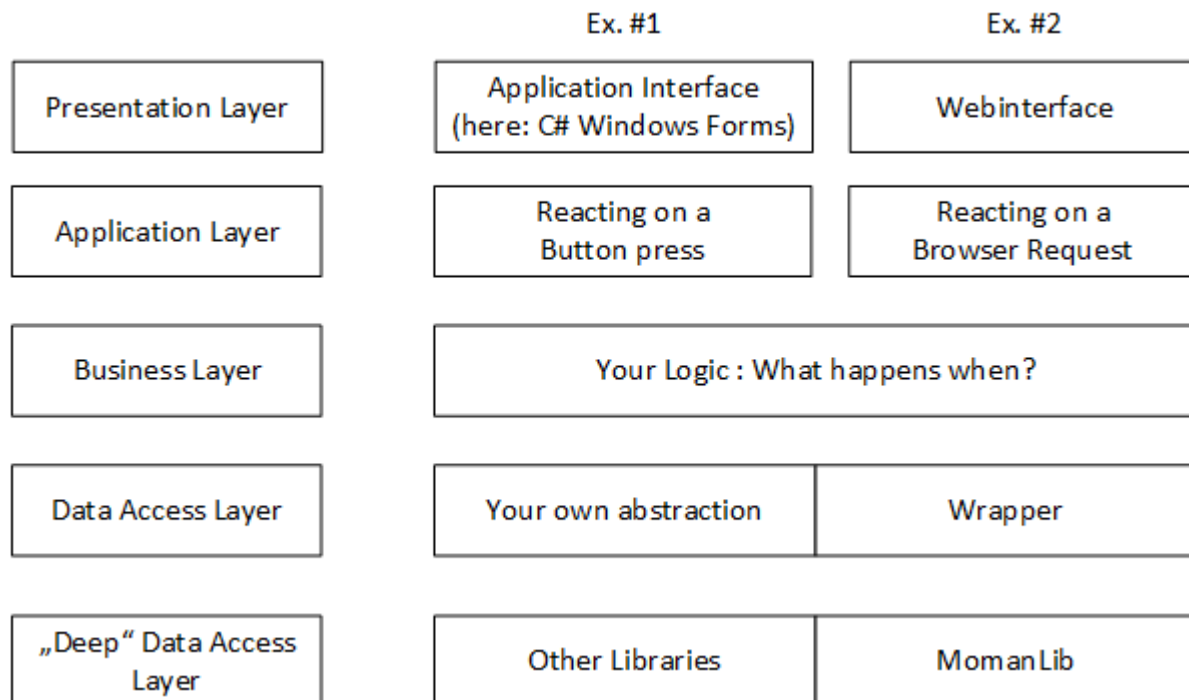 Ex. #1 Ex. #2
Presentation Layer
Application Interface
(here: C# Windows Forms)
Webinterface
Application Layer
Reacting on a
Button press
Reacting on a
Browser Request
Business Layer
Your Logic : What happens when?
Data Access Layer
Your own abstraction
Wrapper
„Deep“ Data Access
Layer
Other Libraries
MomanLib